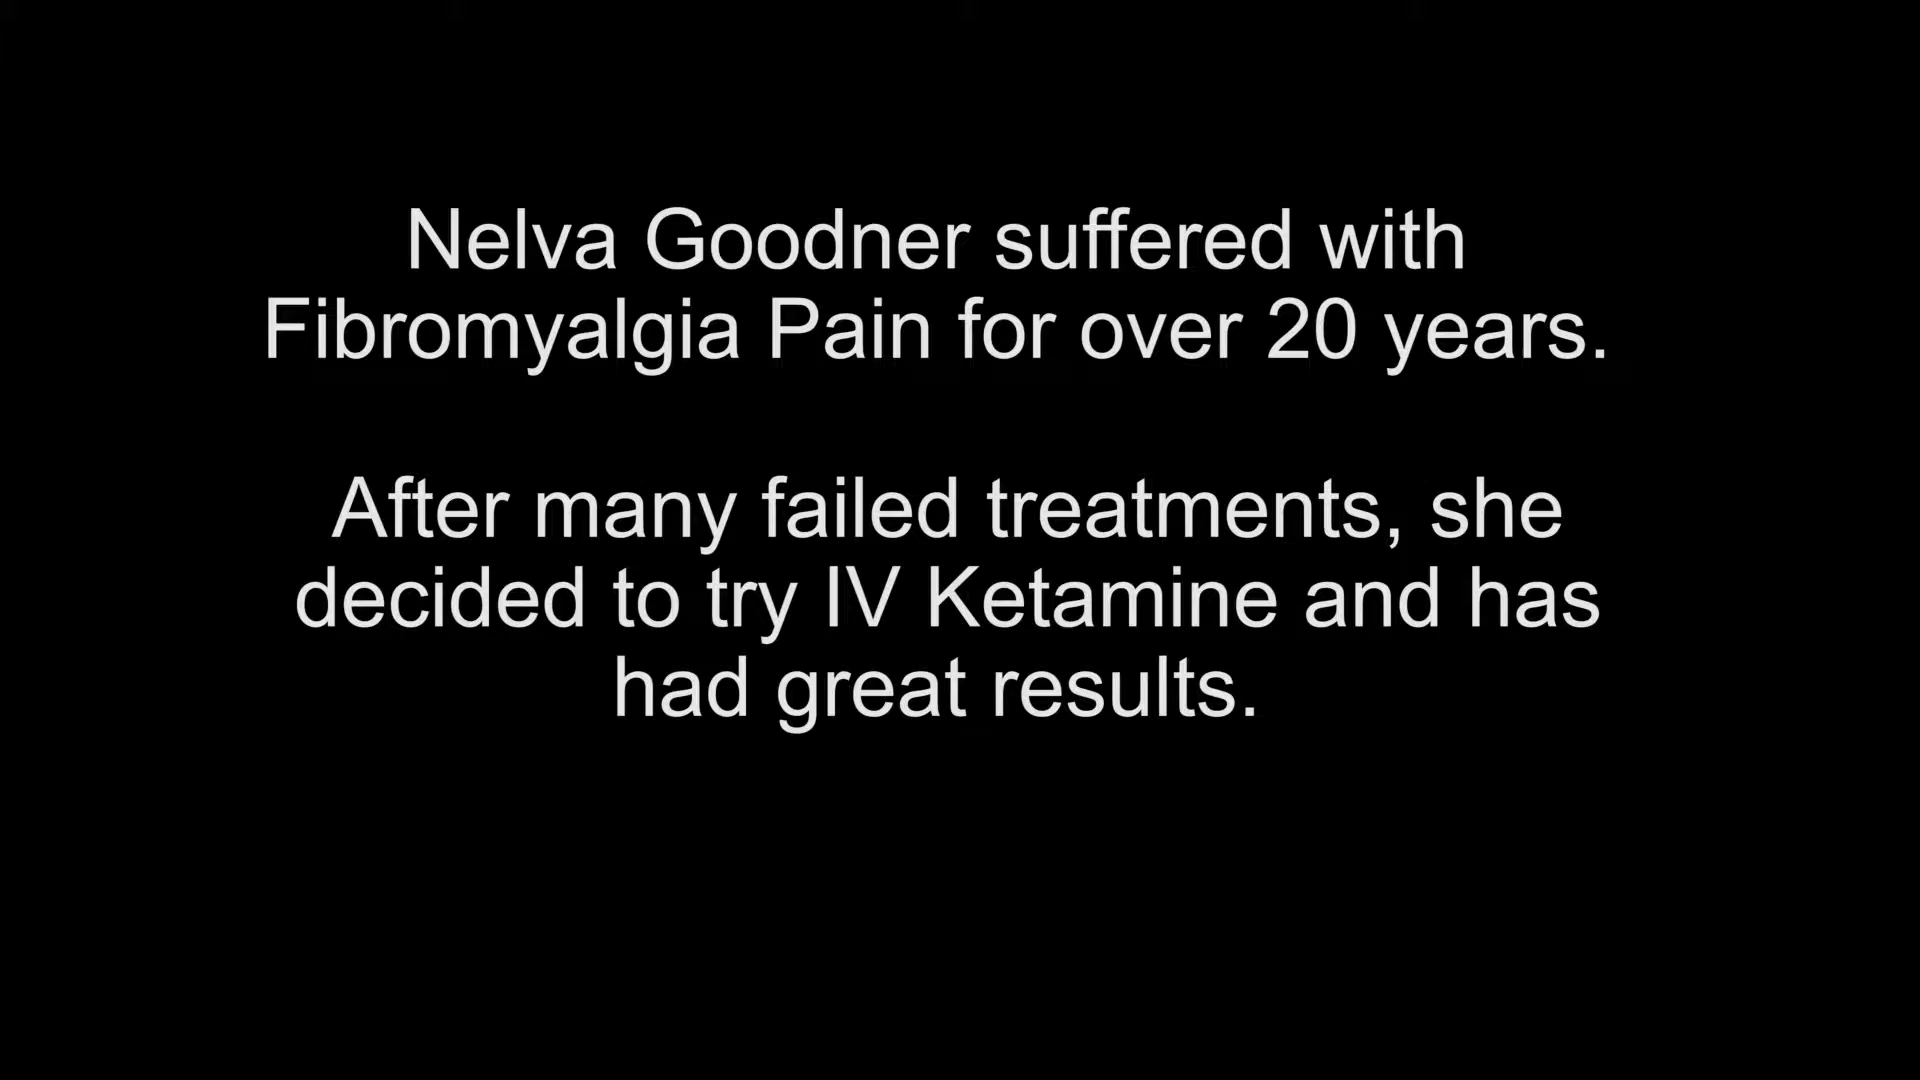 Nelva Goodner suffered with
Fibromyalgia Pain for over 20 years.
After many failed treatments, she
decided to try IV Ketamine and has
had great results.